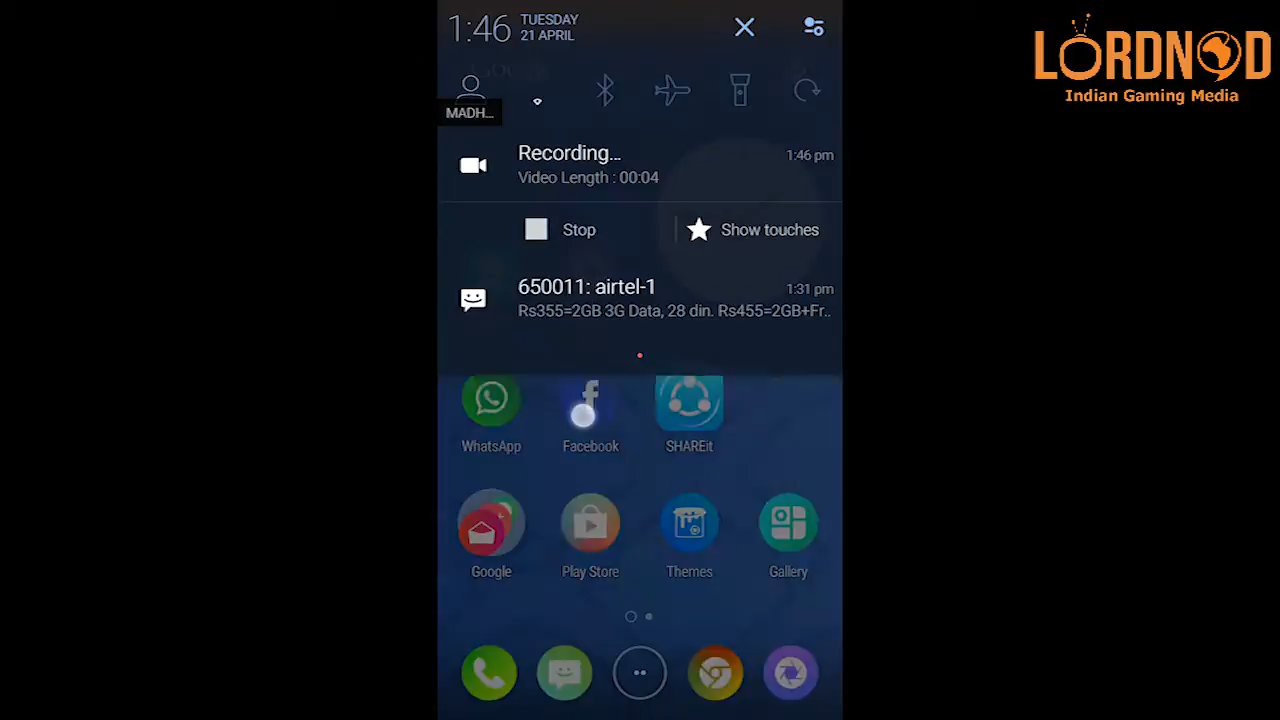 1:46 TUESDAY
21 APRIL
LORDNOD
Indian Gaming Media
MADH...
Recording...
1:46 pm
Video Length : 00:04
Stop
Show touches
650011: airtel-1
1:31 pm
Rs355=2GB 3G Data, 28 din. Rs455=2GB+Fr..
WhatsApp
Facebook
SHAREit
Google
Play Store
Themes
Gallery